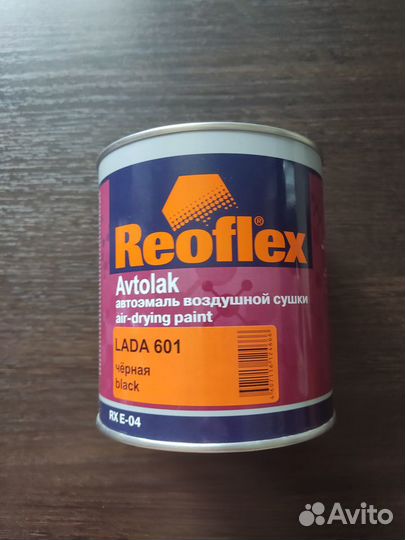 Reoflex®
Avtolak
автоэмаль воздушной сушки
air-drying paint
LADA 601
чёрная
black
RX E-04
Avito